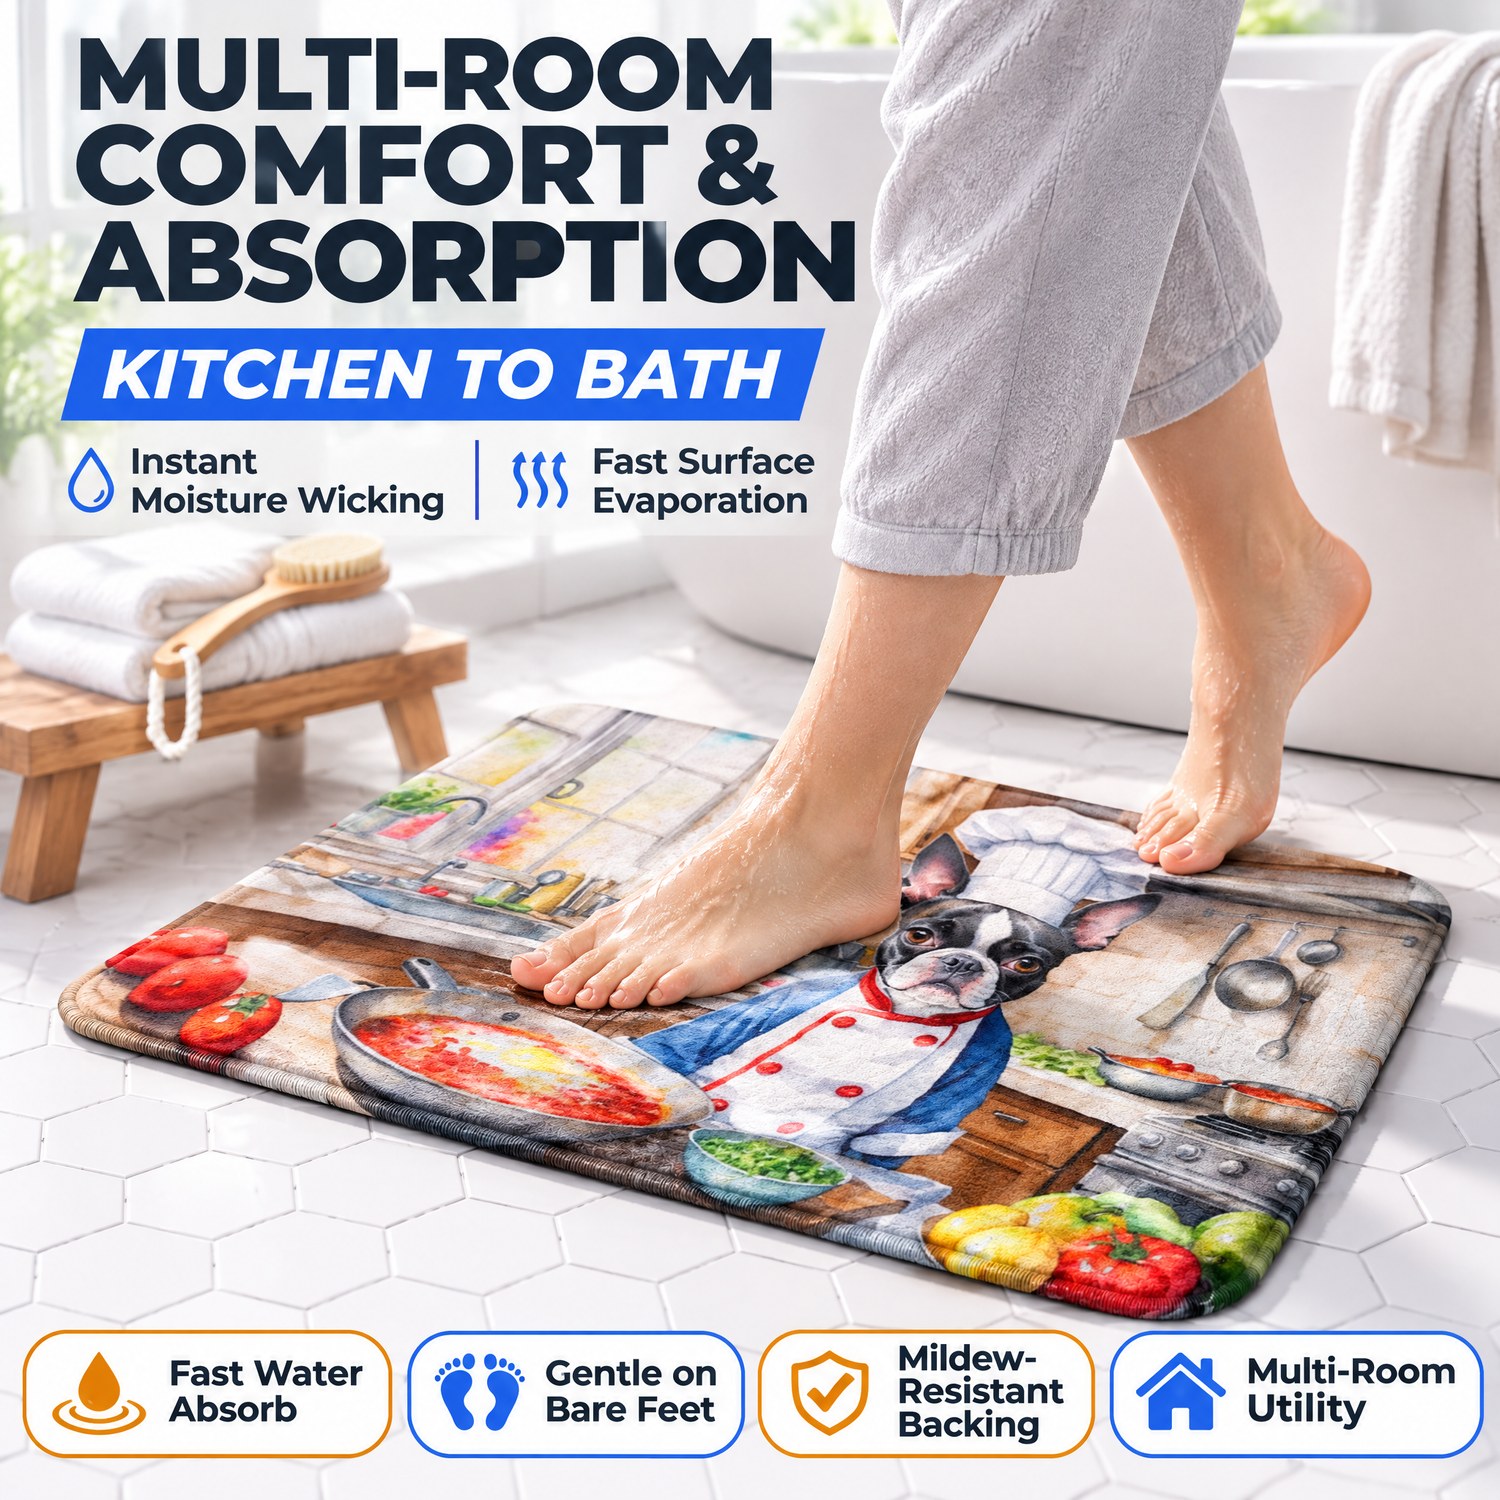 MULTI-ROOM
COMFORT &
ABSORPTION
KITCHEN TO BATH
Instant
Moisture Wicking
Fast Surface
Evaporation
Fast Water
Absorb
Gentle on
Bare Feet
Mildew-
Resistant
Backing
Multi-Room
Utility